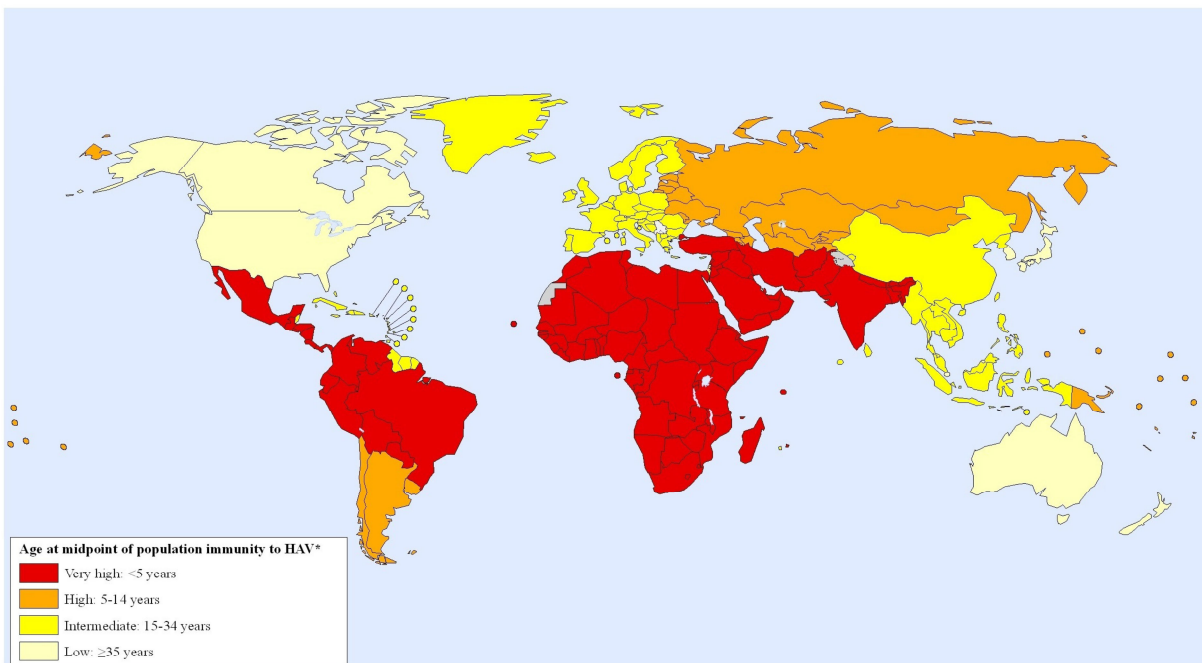 Age at midpoint of population immunity to HAV*
Very high: <5 years
High: 5-14 years
Intermediate: 15-34 years
Low: ≥35 years